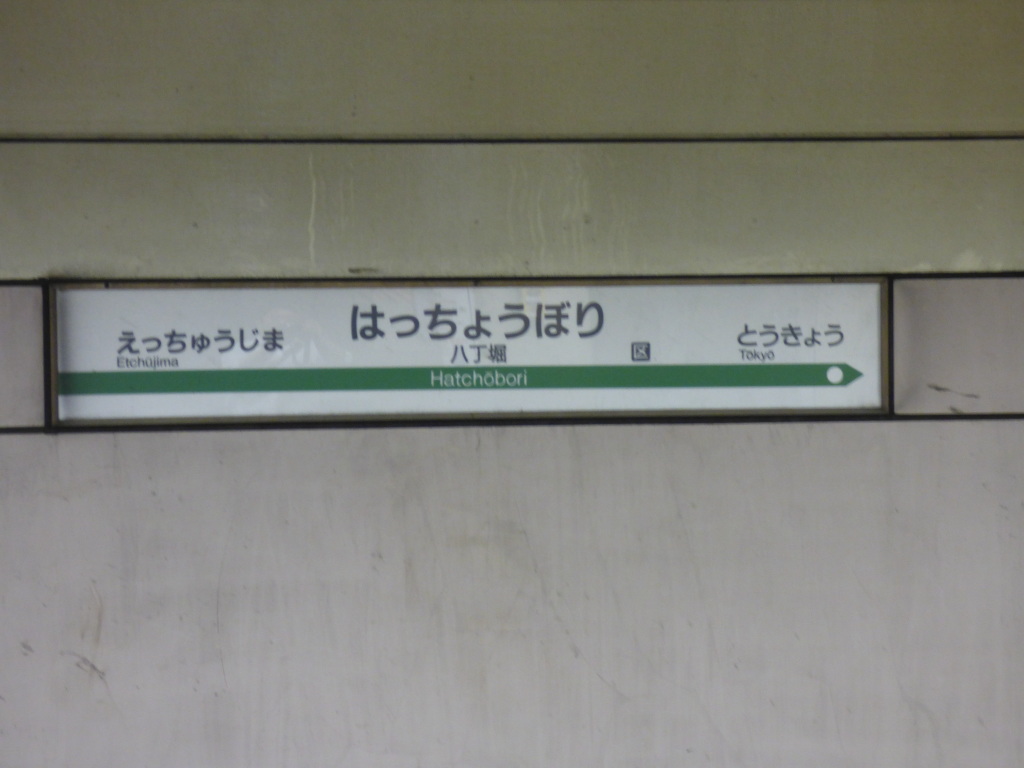 はっちょうぼり
えっちゅうじま
とうきょう
Etchūjima
八丁堀
区
Tōkyō
Hatchōbori